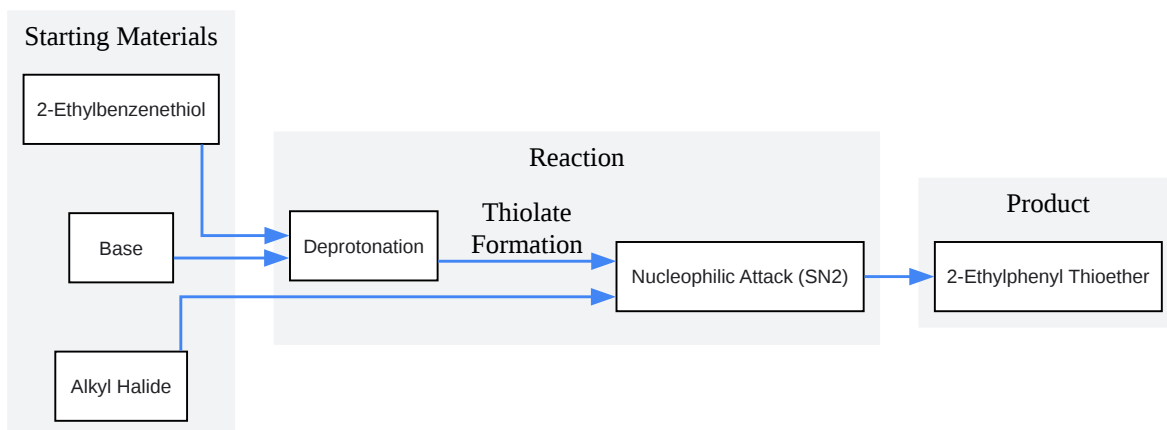 Starting Materials
2-Ethylbenzenethiol
Base
Alkyl Halide
Reaction
Deprotonation
Thiolate
Formation
Nucleophilic Attack (SN2)
Product
2-Ethylphenyl Thioether